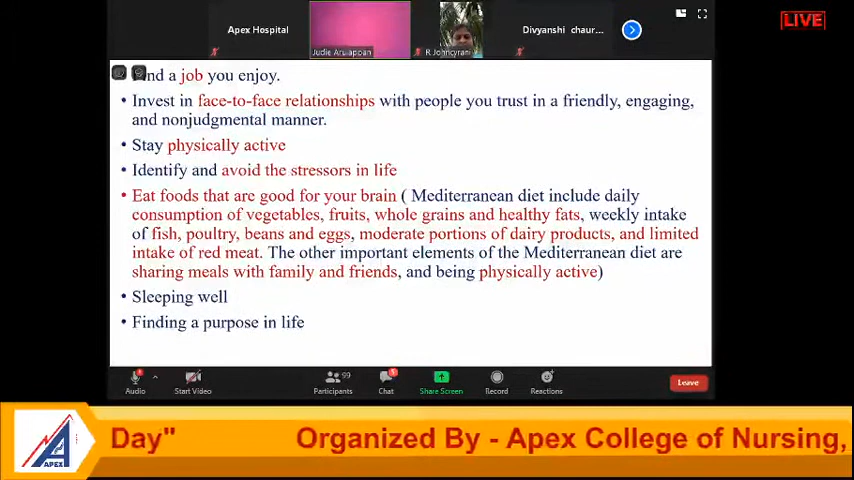 LIVE
Apex Hospital
Divyanshi chaur...
Judie Arulappan
R.Johncyrani
nd a job you enjoy.
• Invest in face-to-face relationships with people you trust in a friendly, engaging,
and nonjudgmental manner.
• Stay physically active
• Identify and avoid the stressors in life
• Eat foods that are good for your brain ( Mediterranean diet include daily
consumption of vegetables, fruits, whole grains and healthy fats, weekly intake
of fish, poultry, beans and eggs, moderate portions of dairy products, and limited
intake of red meat. The other important elements of the Mediterranean diet are
sharing meals with family and friends, and being physically active)
• Sleeping well
• Finding a purpose in life
99
Audio
Start Video
Participants
Chat
Share Screen
Record
Reactions
Leave
APEX
Day" Organized By - Apex College of Nursing,